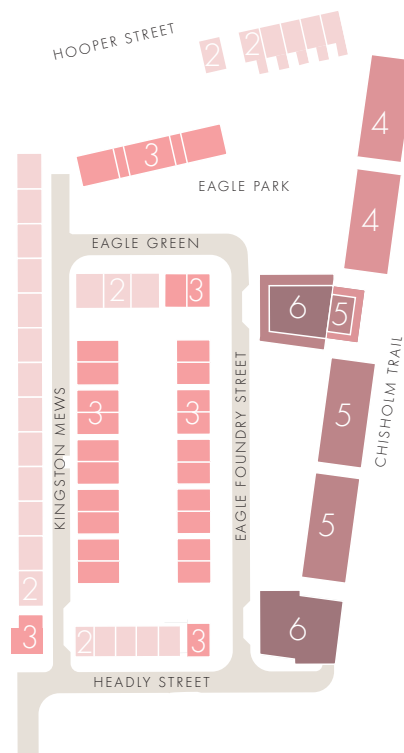 HOOPER STREET
2
2
4
3
EAGLE PARK
4
EAGLE GREEN
2
3
6
5
CHISHOLM TRAIL
KINGSTON MEWS
3
3
EAGLE FOUNDRY STREET
5
5
2
3
2
3
6
HEADLY STREET